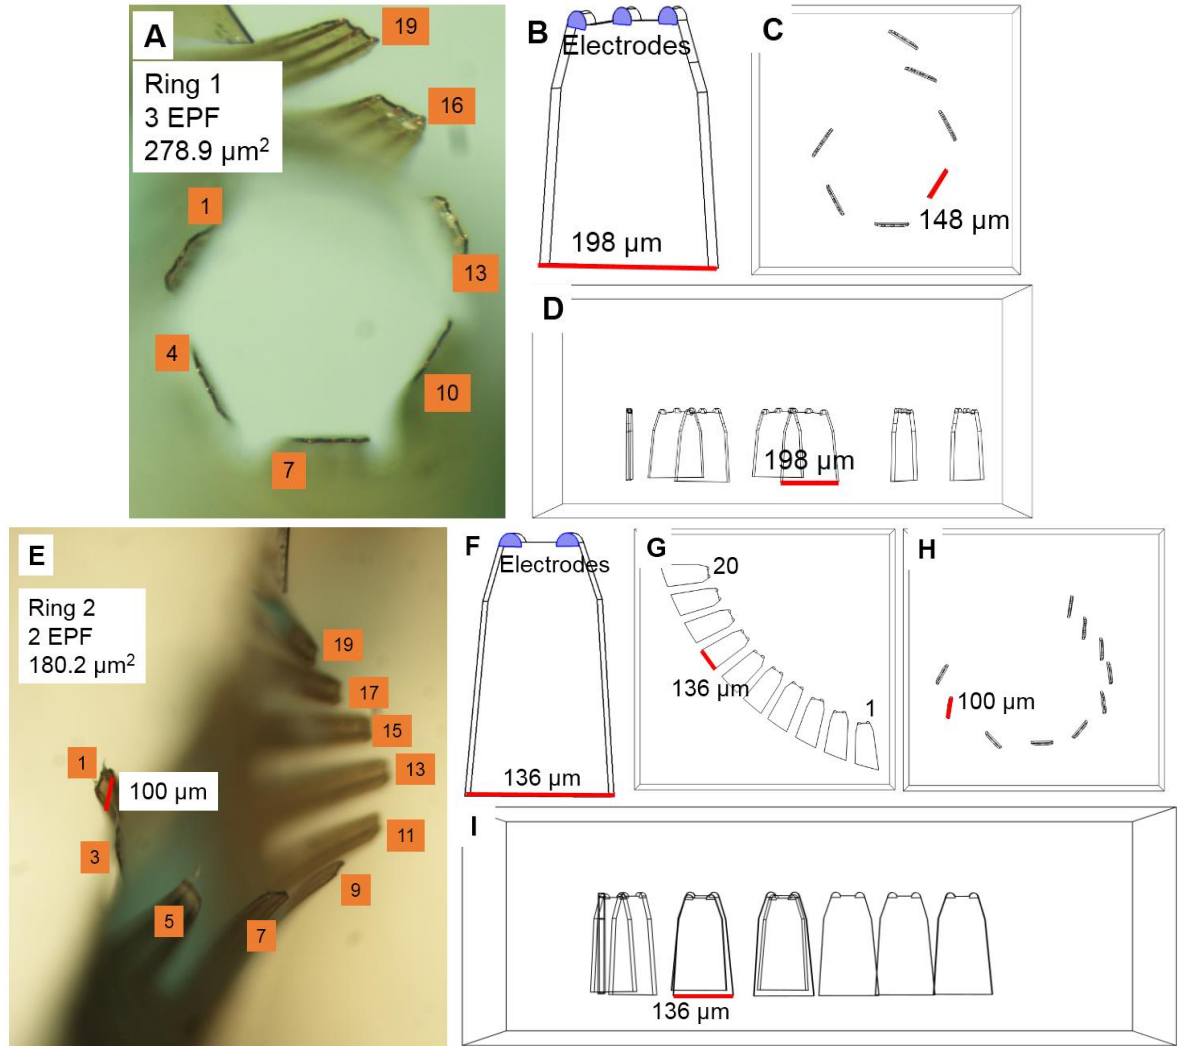 A
Ring 1
3 EPF
278.9 µm²
19
16
1
13
4
10
7
B
Electrodes
198 µm
C
148 µm
D
198 µm
E
Ring 2
2 EPF
180.2 µm²
19
17
15
1
13
100 µm
11
3
9
5
7
F
Electrodes
136 µm
G
20
136 µm
1
H
100 µm
I
136 µm